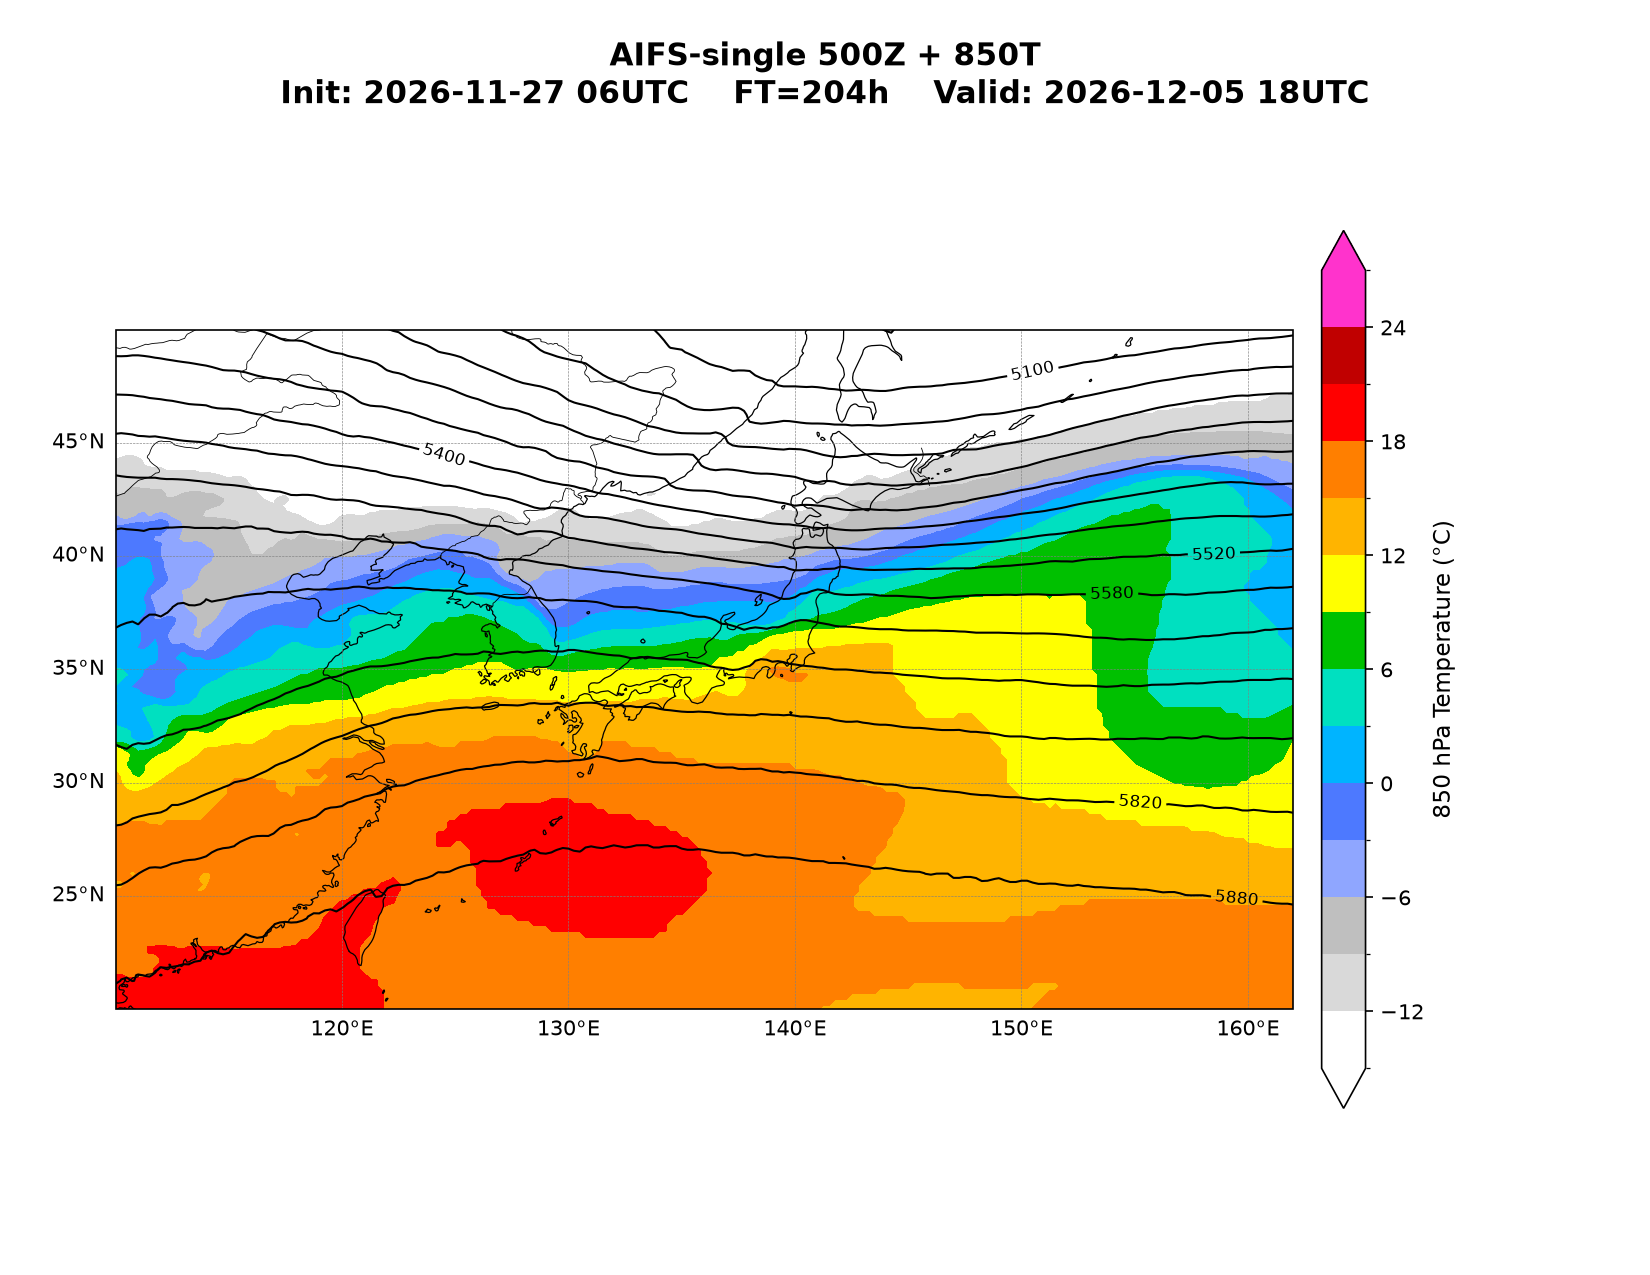 AIFS-single 500Z + 850T
Init: 2026-11-27 06UTC    FT=204h    Valid: 2026-12-05 18UTC
24
18
12
6
0
−6
−12
850 hPa Temperature (°C)
45°N
40°N
35°N
30°N
25°N
5100
5400
5520
5580
5820
5880
120°E
130°E
140°E
150°E
160°E